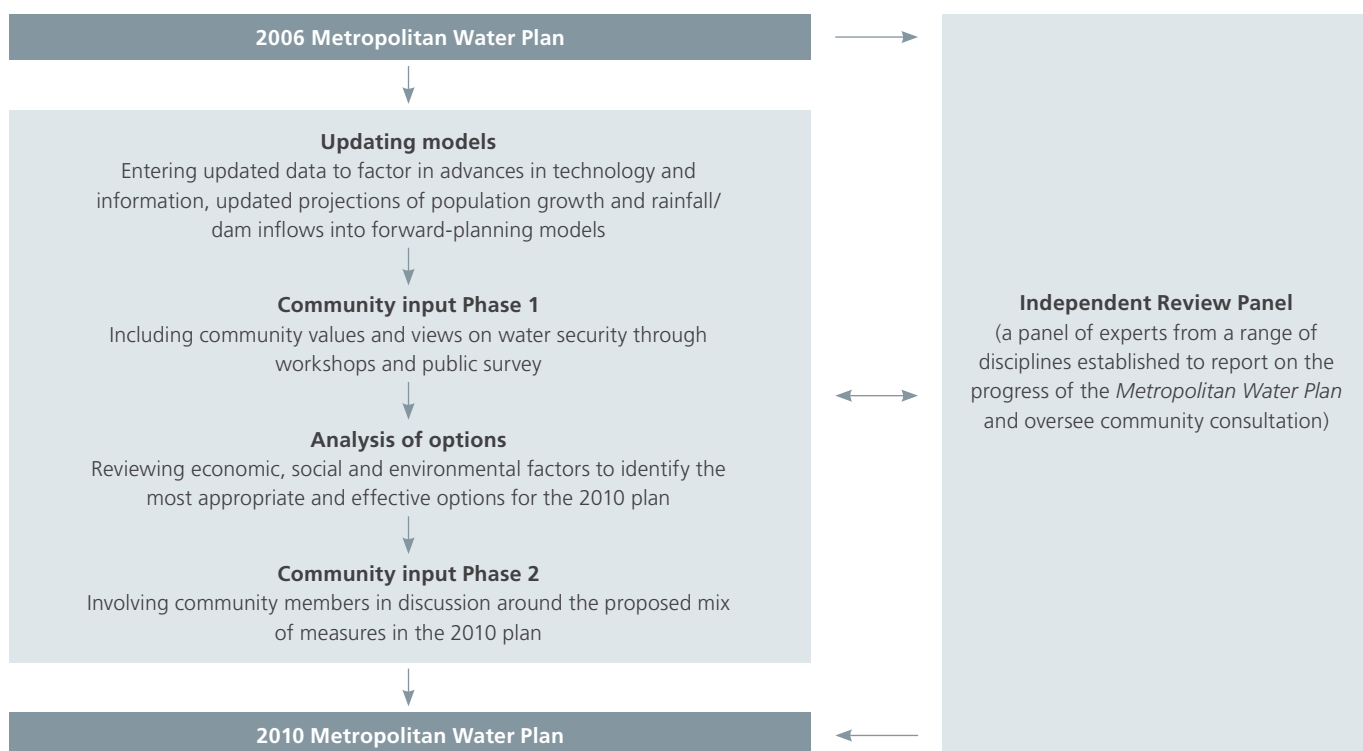 2006 Metropolitan Water Plan
Updating models
Entering updated data to factor in advances in technology and
information, updated projections of population growth and rainfall/
dam inflows into forward-planning models
Community input Phase 1
Including community values and views on water security through
workshops and public survey
Analysis of options
Reviewing economic, social and environmental factors to identify the
most appropriate and effective options for the 2010 plan
Community input Phase 2
Involving community members in discussion around the proposed mix
of measures in the 2010 plan
2010 Metropolitan Water Plan
Independent Review Panel
(a panel of experts from a range of
disciplines established to report on the
progress of the Metropolitan Water Plan
and oversee community consultation)